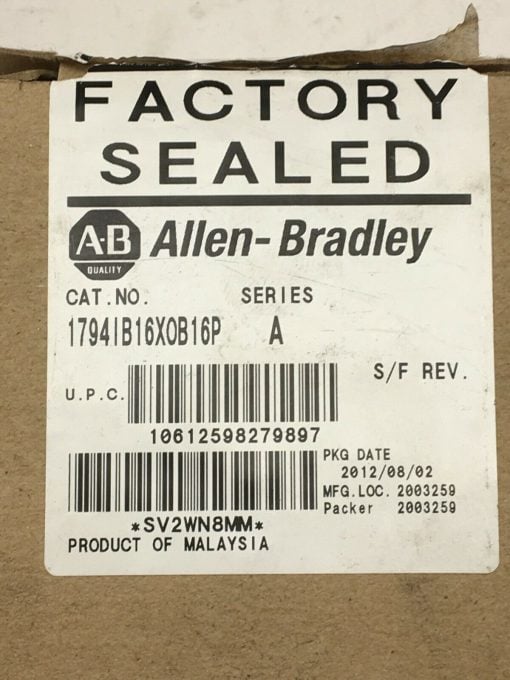 FACTORY
SEALED
A-B QUALITY Allen-Bradley
CAT.NO. SERIES
1794IB16XOB16P A
S/F REV.
U.P.C.
10612598279897
PKG DATE
2012/08/02
MFG.LOC. 2003259
Packer 2003259
*SV2WN8MM*
PRODUCT OF MALAYSIA